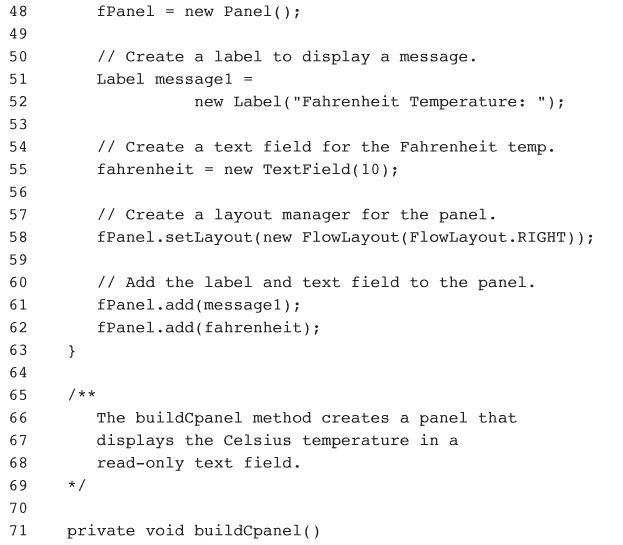 48 fPanel = new Panel();
49
50 // Create a label to display a message.
51 Label message1 =
52 new Label("Fahrenheit Temperature: ");
53
54 // Create a text field for the Fahrenheit temp.
55 fahrenheit = new TextField(10);
56
57 // Create a layout manager for the panel.
58 fPanel.setLayout(new FlowLayout(FlowLayout.RIGHT));
59
60 // Add the label and text field to the panel.
61 fPanel.add(message1);
62 fPanel.add(fahrenheit);
63 }
64
65 /**
66 The buildCpanel method creates a panel that
67 displays the Celsius temperature in a
68 read-only text field.
69 */
70
71 private void buildCpanel()